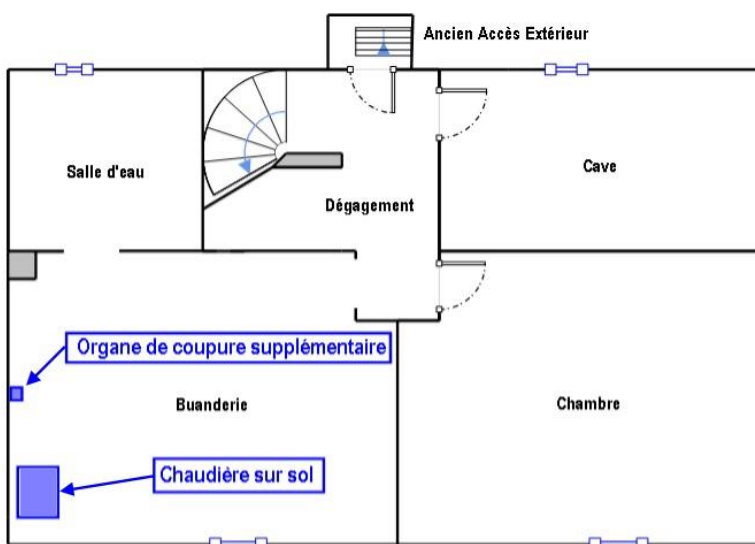 Ancien Accès Extérieur
Salle d'eau
Cave
Dégagement
Organe de coupure supplémentaire
Buanderie
Chambre
Chaudière sur sol